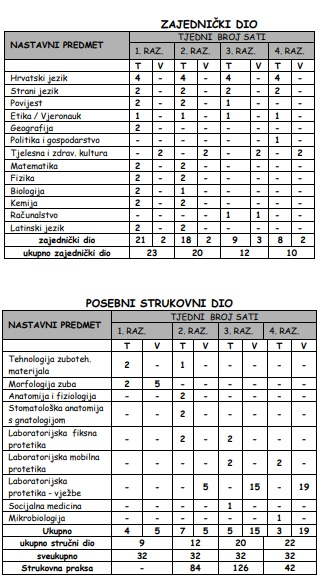 ZAJEDNIČKI DIO
NASTAVNI PREDMET TJEDNI BROJ SATI
1. RAZ. 2. RAZ. 3. RAZ. 4. RAZ.
T V T V T V T V
Hrvatski jezik 4 - 4 - 4 - 4 -
Strani jezik 2 - 2 - 2 - 2 -
Povijest 2 - 2 - 1 - - -
Etika / Vjeronauk 1 - 1 - 1 - 1 -
Geografija 2 - - - - - - -
Politika i gospodarstvo - - - - - - 1 -
Tjelesna i zdrav. kultura - 2 - 2 - 2 - 2
Matematika 2 - 2 - - - - -
Fizika 2 - 2 - - - - -
Biologija 2 - 1 - - - - -
Kemija 2 - 2 - - - - -
Računalstvo - - - - 1 1 - -
Latinski jezik 2 - 2 - - - - -
zajednički dio 21 2 18 2 9 3 8 2
ukupno zajednički dio 23 20 12 10
POSEBNI STRUKOVNI DIO
NASTAVNI PREDMET TJEDNI BROJ SATI
1. RAZ. 2. RAZ. 3. RAZ. 4. RAZ.
T V T V T V T V
Tehnologija zuboteh.
materijala 2 - 1 - - - - -
Morfologija zuba 2 5 - - - - - -
Anatomija i fiziologija - - 2 - - - - -
Stomatološka anatomija
s gnatologijom - - 2 - - - - -
Laboratorijska fiksna
protetika - - 2 - 2 - - -
Laboratorijska mobilna
protetika - - - - 2 - 2 -
Laboratorijska
protetika - vježbe - - - 5 - 15 - 19
Socijalna medicina - - - - 1 - - -
Mikrobiologija - - - - - - 1 -
Ukupno 4 5 7 5 5 15 3 19
ukupno stručni dio 9 12 20 22
sveukupno 32 32 32 32
Strukovna praksa - 84 126 42